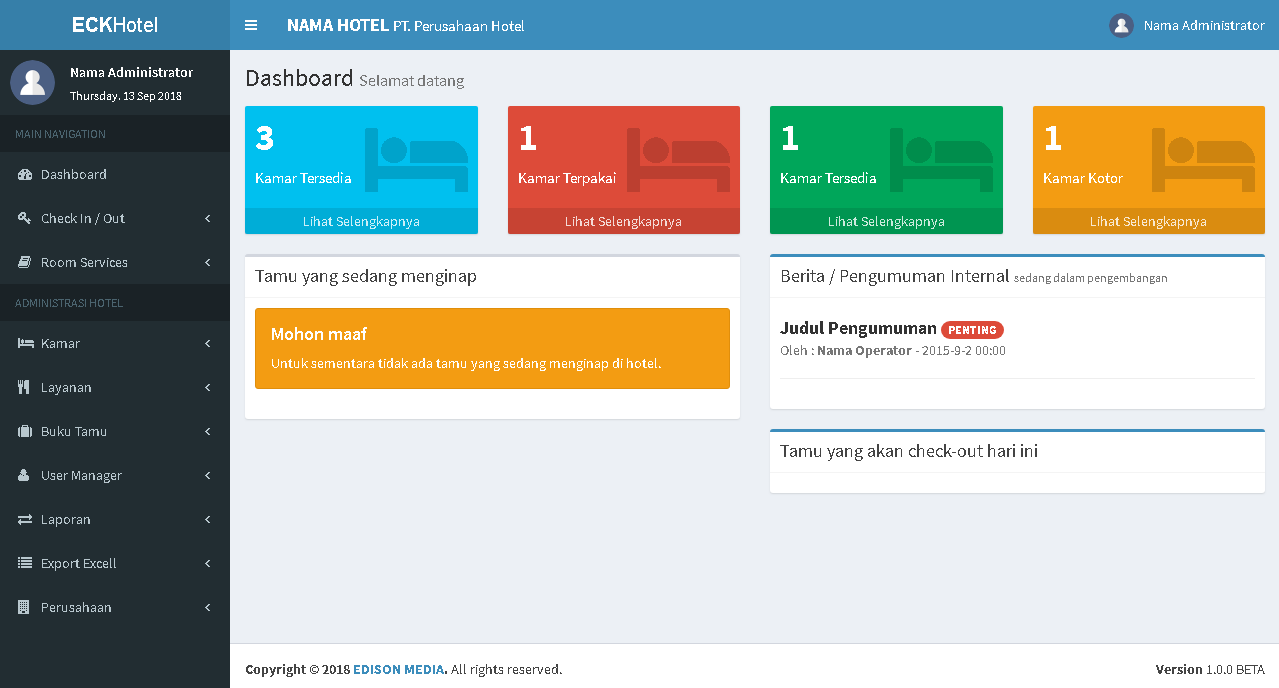 ECKHotel
NAMA HOTEL PT. Perusahaan Hotel
Nama Administrator
Nama Administrator
Thursday, 13 Sep 2018
MAIN NAVIGATION
Dashboard
Check In / Out
Room Services
ADMINISTRASI HOTEL
Kamar
Layanan
Buku Tamu
User Manager
Laporan
Export Excell
Perusahaan
Dashboard Selamat datang
3
Kamar Tersedia
Lihat Selengkapnya
1
Kamar Terpakai
Lihat Selengkapnya
1
Kamar Tersedia
Lihat Selengkapnya
1
Kamar Kotor
Lihat Selengkapnya
Tamu yang sedang menginap
Mohon maaf
Untuk sementara tidak ada tamu yang sedang menginap di hotel.
Berita / Pengumuman Internal sedang dalam pengembangan
Judul Pengumuman PENTING
Oleh : Nama Operator - 2015-9-2 00:00
Tamu yang akan check-out hari ini
Copyright © 2018 EDISON MEDIA. All rights reserved.
Version 1.0.0 BETA